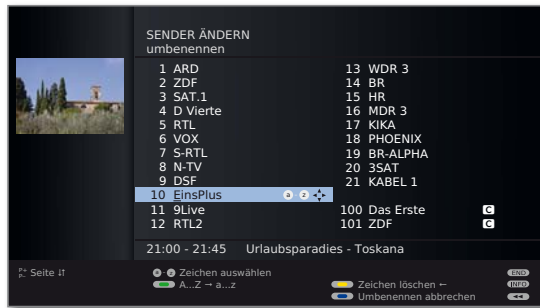 SENDER ÄNDERN
umbenennen
1 ARD
2 ZDF
3 SAT.1
4 D Vierte
5 RTL
6 VOX
7 S-RTL
8 N-TV
9 DSF
10 EinsPlus a z
11 9Live
12 RTL2
13 WDR 3
14 BR
15 HR
16 MDR 3
17 KIKA
18 PHOENIX
19 BR-ALPHA
20 3SAT
21 KABEL 1
100 Das Erste C
101 ZDF C
21:00 - 21:45 Urlaubsparadies - Toskana
P+ P- Seite ↓↑
Zeichen auswählen
A...Z → a...z
Zeichen löschen ←
Umbenennen abbrechen
END
INFO